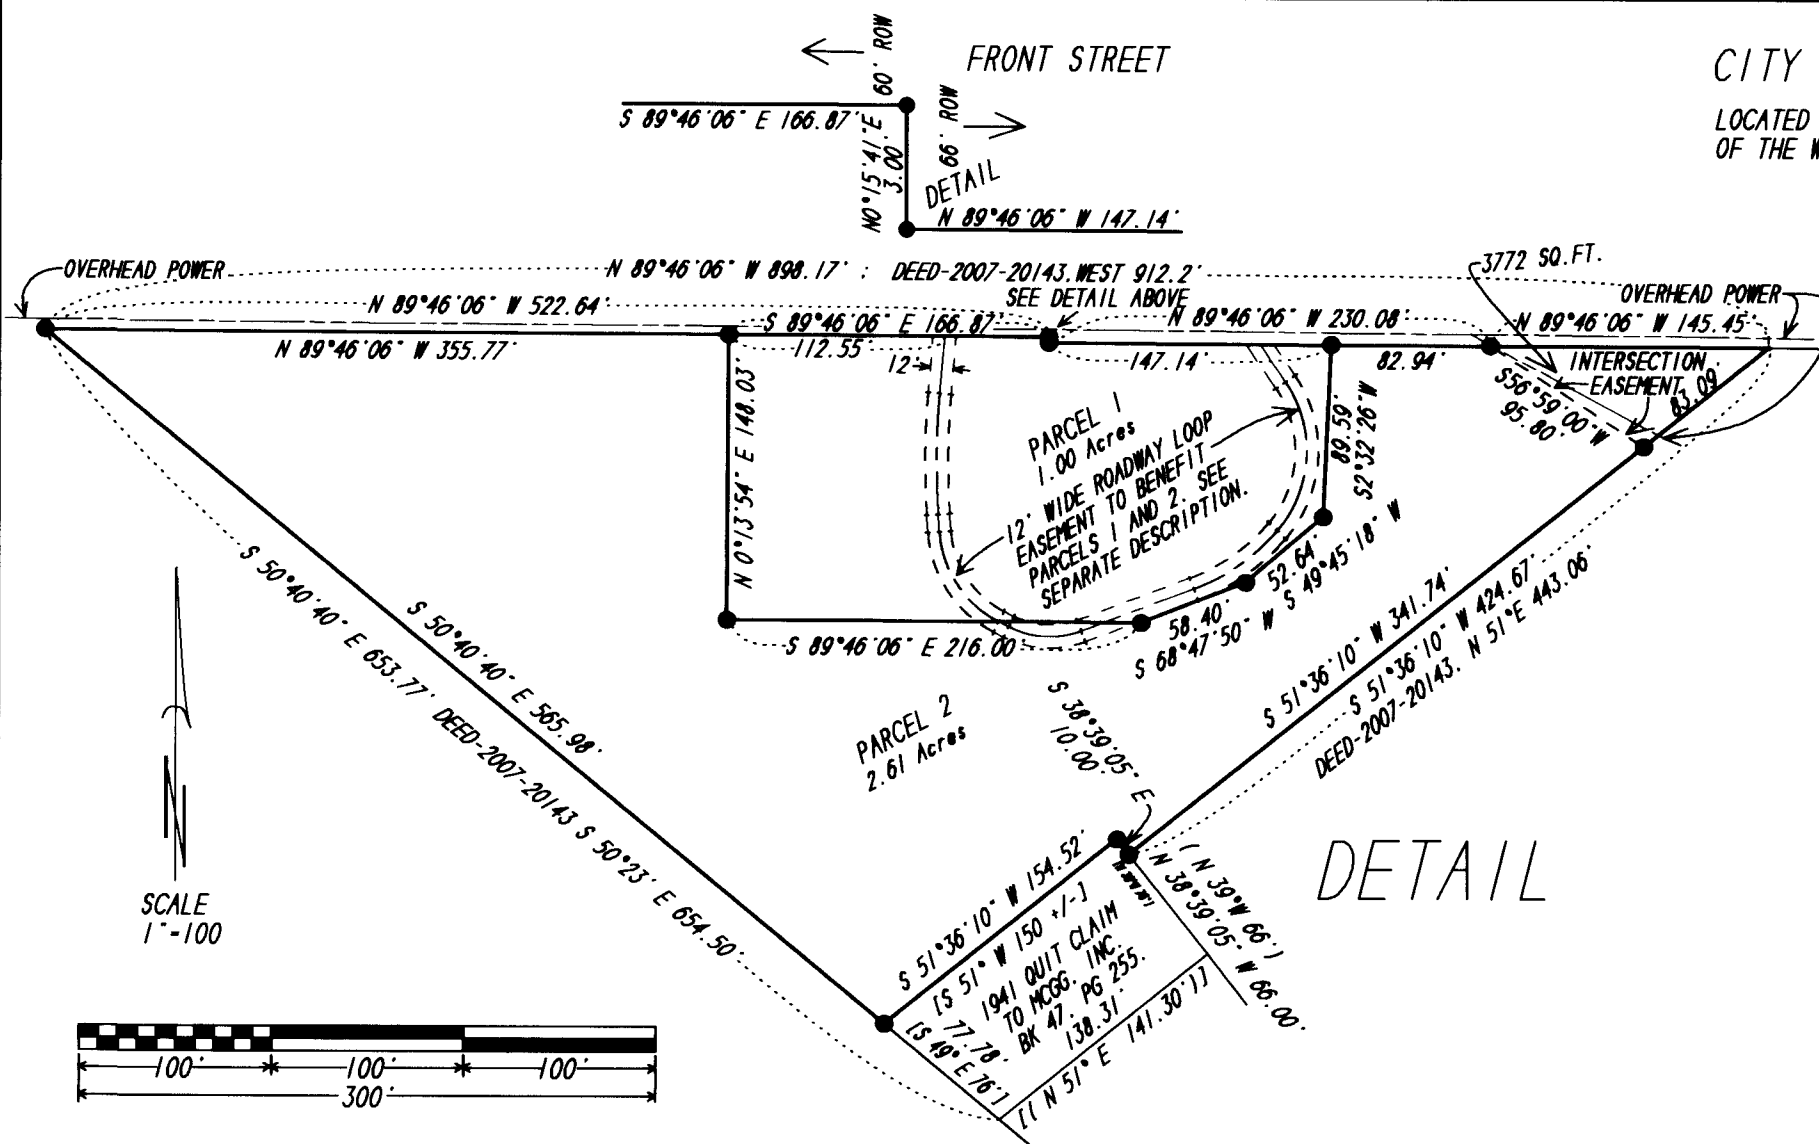 FRONT STREET
60' ROW
66' ROW
S 89°46'06" E 166.87'
N0°15'41"E
3.00'
DETAIL
N 89°46'06" W 147.14'
CITY
LOCATED
OF THE W
OVERHEAD POWER
N 89°46'06" W 898.17' : DEED-2007-20143.WEST 912.2'
3772 SQ.FT.
OVERHEAD POWER
SEE DETAIL ABOVE
N 89°46'06" W 522.64'
S 89°46'06" E 166.87'
N 89°46'06" W 230.08'
N 89°46'06" W 145.45'
N 89°46'06" W 355.77'
112.55'
12'
147.14'
82.94'
INTERSECTION
EASEMENT
83.09'
S56°59'00"W
95.80'
N 0°13'54" E 148.03
PARCEL 1
1.00 Acres
12' WIDE ROADWAY LOOP
EASEMENT TO BENEFIT
PARCELS 1 AND 2. SEE
SEPARATE DESCRIPTION.
89.59'
S2°32'26"W
52.64'
S 49°45'18" W
58.40'
S 68°47'50" W
S 89°46'06" E 216.00'
S 50°40'40" E 565.98'
S 50°40'40" E 653.77' DEED-2007-20143 S 50°23' E 654.50'
S 51°36'10" W 341.74'
S 51°36'10" W 424.67'
DEED-2007-20143. N 51°E 443.06'
PARCEL 2
2.61 Acres
S 38°39'05" E
10.00'
S 51°36'10" W 154.52'
[S 51° W 150 +/-]
1941 QUIT CLAIM
TO MCGG. INC.
BK 47. PG 255.
77.78'
[S 49° E 76']
138.31'
[( N 51° E 141.30')]
( N 39°W 66')
N 38°39'05" W 66.00'
DETAIL
N
SCALE
1"-100
100' 100' 100'
300'